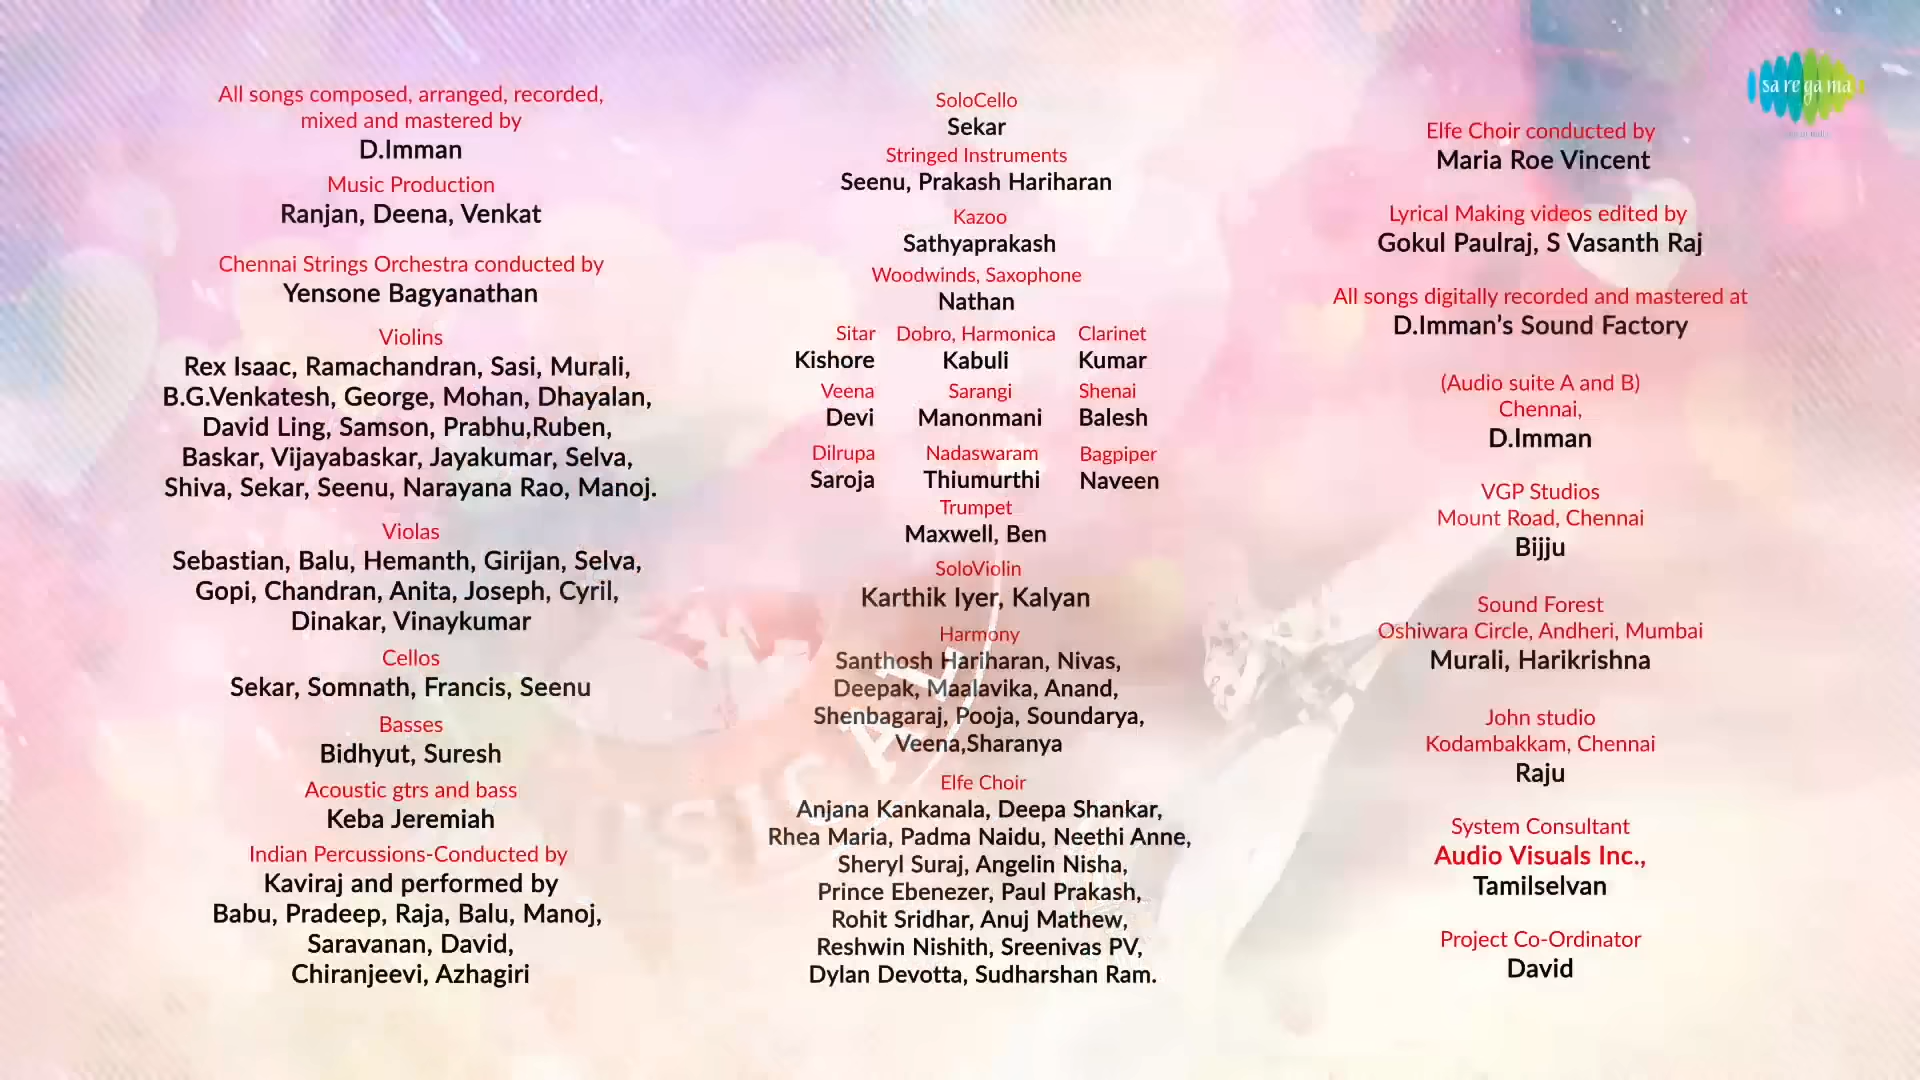 All songs composed, arranged, recorded,
mixed and mastered by
D.Imman
Music Production
Ranjan, Deena, Venkat
Chennai Strings Orchestra conducted by
Yensone Bagyanathan
Violins
Rex Isaac, Ramachandran, Sasi, Murali,
B.G.Venkatesh, George, Mohan, Dhayalan,
David Ling, Samson, Prabhu,Ruben,
Baskar, Vijayabaskar, Jayakumar, Selva,
Shiva, Sekar, Seenu, Narayana Rao, Manoj.
Violas
Sebastian, Balu, Hemanth, Girijan, Selva,
Gopi, Chandran, Anita, Joseph, Cyril,
Dinakar, Vinaykumar
Cellos
Sekar, Somnath, Francis, Seenu
Basses
Bidhyut, Suresh
Acoustic gtrs and bass
Keba Jeremiah
Indian Percussions-Conducted by
Kaviraj and performed by
Babu, Pradeep, Raja, Balu, Manoj,
Saravanan, David,
Chiranjeevi, Azhagiri
SoloCello
Sekar
Stringed Instruments
Seenu, Prakash Hariharan
Kazoo
Sathyaprakash
Woodwinds, Saxophone
Nathan
Sitar Dobro, Harmonica Clarinet
Kishore Kabuli Kumar
Veena Sarangi Shenai
Devi Manonmani Balesh
Dilrupa Nadaswaram Bagpiper
Saroja Thiumurthi Naveen
Trumpet
Maxwell, Ben
SoloViolin
Karthik Iyer, Kalyan
Harmony
Santhosh Hariharan, Nivas,
Deepak, Maalavika, Anand,
Shenbagaraj, Pooja, Soundarya,
Veena,Sharanya
Elfe Choir
Anjana Kankanala, Deepa Shankar,
Rhea Maria, Padma Naidu, Neethi Anne,
Sheryl Suraj, Angelin Nisha,
Prince Ebenezer, Paul Prakash,
Rohit Sridhar, Anuj Mathew,
Reshwin Nishith, Sreenivas PV,
Dylan Devotta, Sudharshan Ram.
sa re ga ma
Elfe Choir conducted by
Maria Roe Vincent
Lyrical Making videos edited by
Gokul Paulraj, S Vasanth Raj
All songs digitally recorded and mastered at
D.Imman's Sound Factory
(Audio suite A and B)
Chennai,
D.Imman
VGP Studios
Mount Road, Chennai
Bijju
Sound Forest
Oshiwara Circle, Andheri, Mumbai
Murali, Harikrishna
John studio
Kodambakkam, Chennai
Raju
System Consultant
Audio Visuals Inc.,
Tamilselvan
Project Co-Ordinator
David